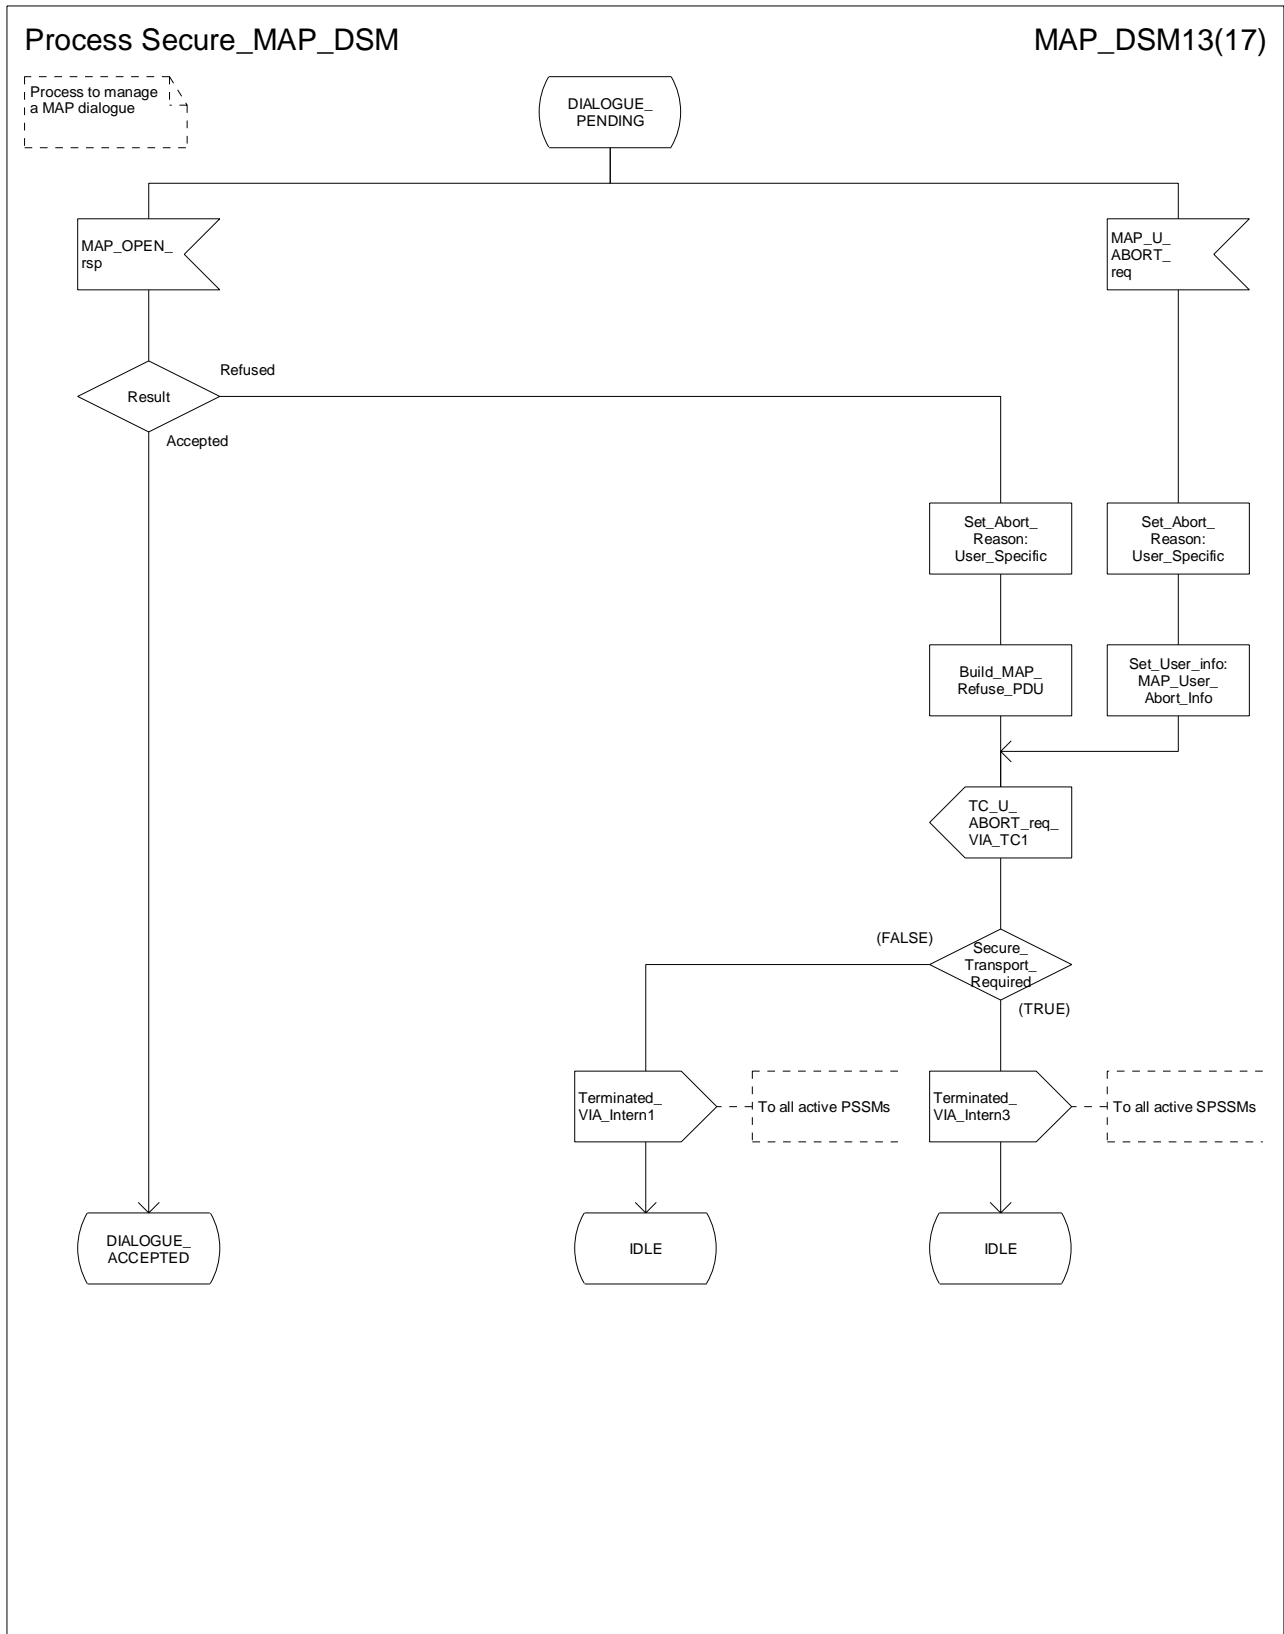 Process Secure_MAP_DSM
MAP_DSM13(17)
Process to manage
a MAP dialogue
DIALOGUE_
PENDING
MAP_OPEN_
rsp
MAP_U_
ABORT_
req
Result
Refused
Accepted
Set_Abort_
Reason:
User_Specific
Set_Abort_
Reason:
User_Specific
Build_MAP_
Refuse_PDU
Set_User_info:
MAP_User_
Abort_Info
TC_U_
ABORT_req_
VIA_TC1
(FALSE)
Secure_
Transport_
Required
(TRUE)
Terminated_
VIA_Intern1
To all active PSSMs
Terminated_
VIA_Intern3
To all active SPSSMs
DIALOGUE_
ACCEPTED
IDLE
IDLE